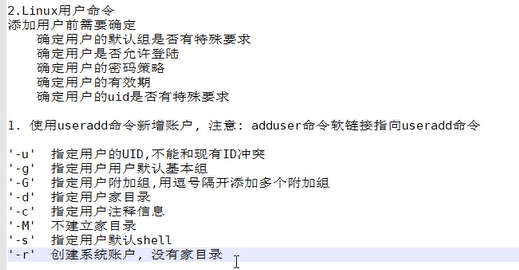 2.Linux用户命令
添加用户前需要确定
确定用户的默认组是否有特殊要求
确定用户是否允许登陆
确定用户的密码策略
确定用户的有效期
确定用户的uid是否有特殊要求
1. 使用useradd命令新增账户, 注意: adduser命令软链接指向useradd命令
'-u' 指定用户的UID,不能和现有ID冲突
'-g' 指定用户用户默认基本组
'-G' 指定用户附加组,用逗号隔开添加多个附加组
'-d' 指定用户家目录
'-c' 指定用户注释信息
'-M' 不建立家目录
'-s' 指定用户默认shell
'-r' 创建系统账户, 没有家目录